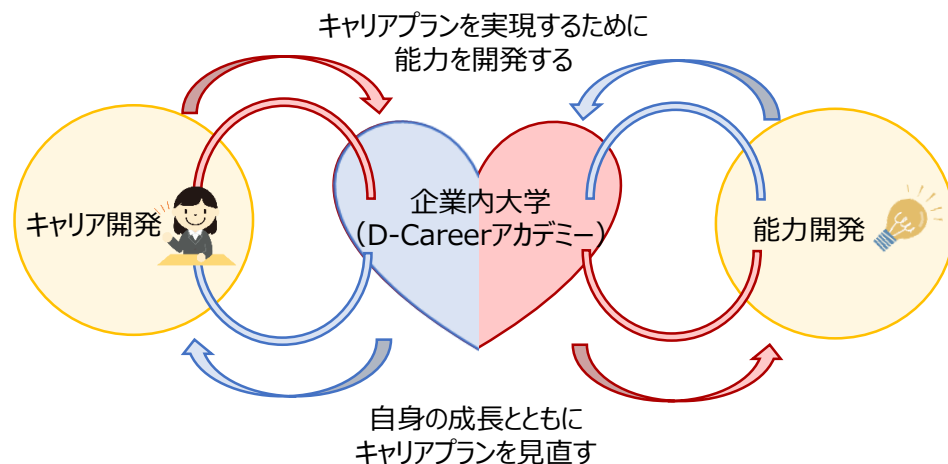 キャリアプランを実現するために
能力を開発する
キャリア開発
企業内大学
（D-Careerアカデミー）
能力開発
自身の成長とともに
キャリアプランを見直す